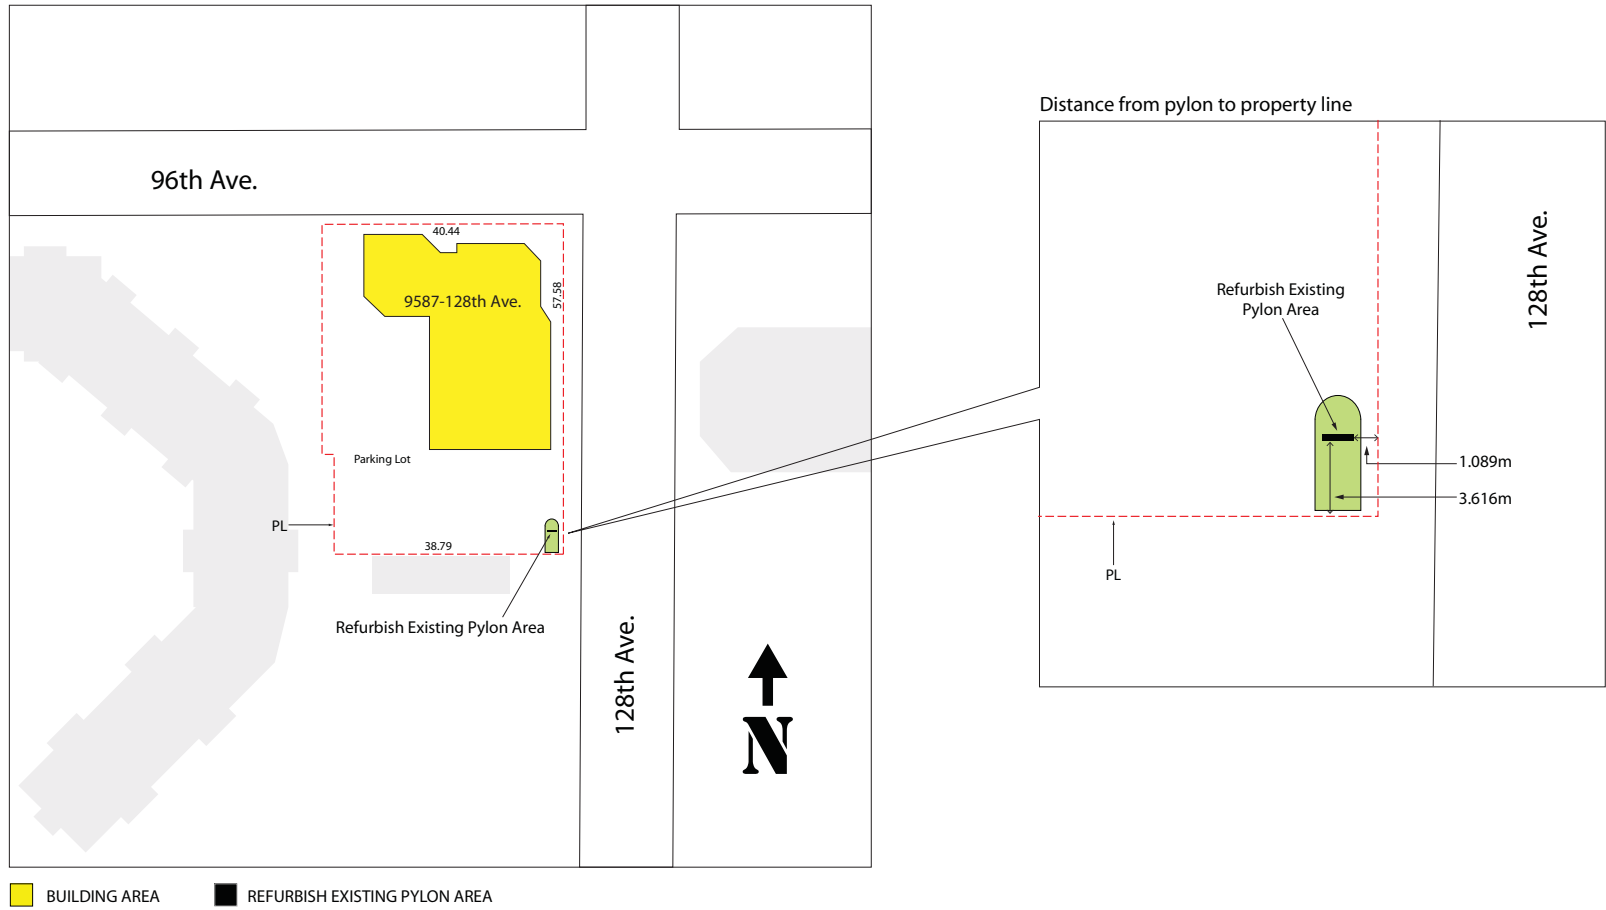 96th Ave.
40.44
57.58
9587-128th Ave.
Parking Lot
PL
38.79
Refurbish Existing Pylon Area
128th Ave.
N
BUILDING AREA
REFURBISH EXISTING PYLON AREA
Distance from pylon to property line
128th Ave.
Refurbish Existing
Pylon Area
1.089m
3.616m
PL